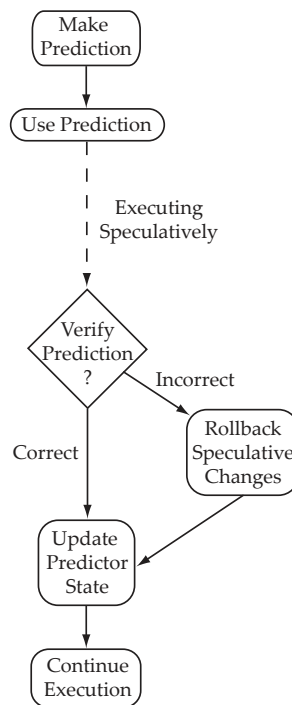 Make
Prediction
Use Prediction
Executing
Speculatively
Verify
Prediction
?
Incorrect
Correct
Rollback
Speculative
Changes
Update
Predictor
State
Continue
Execution